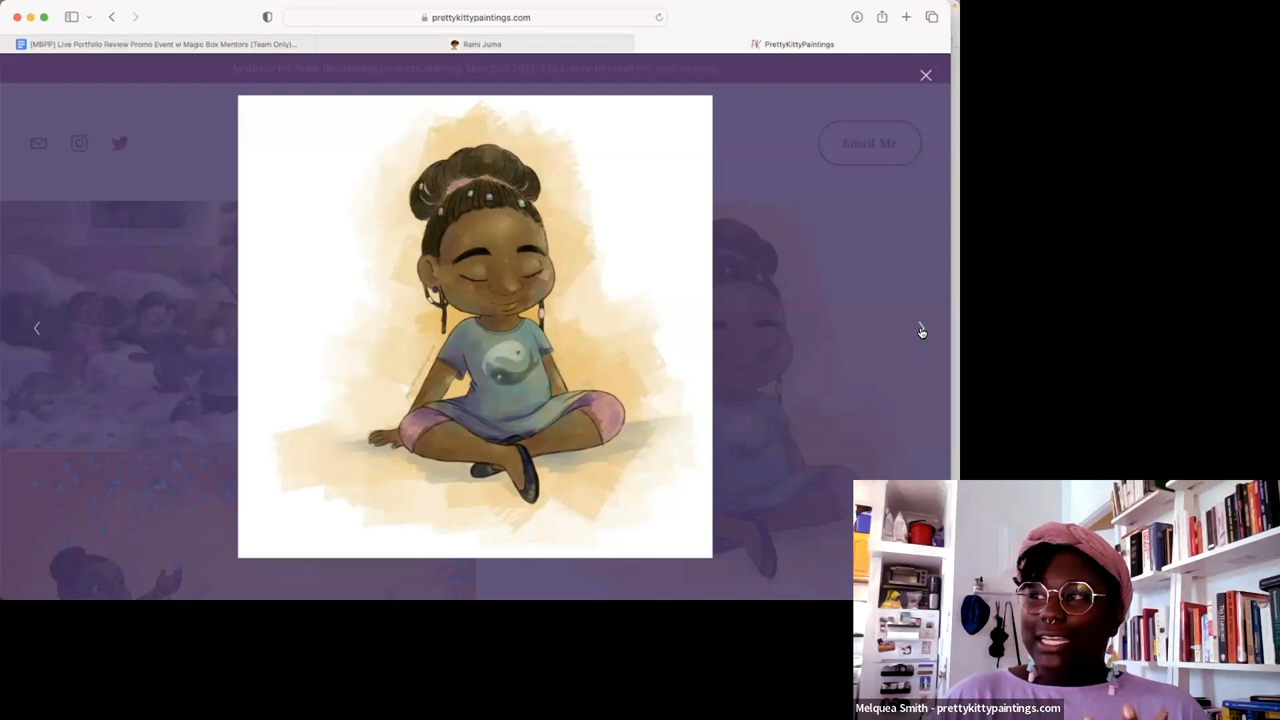 prettykittypaintings.com
[MBPP] Live Portfolio Review Promo Event w Magic Box Mentors (Team Only)...
Rami Juma
PrettyKittyPaintings
Email Me
Melquea Smith - prettykittypaintings.com